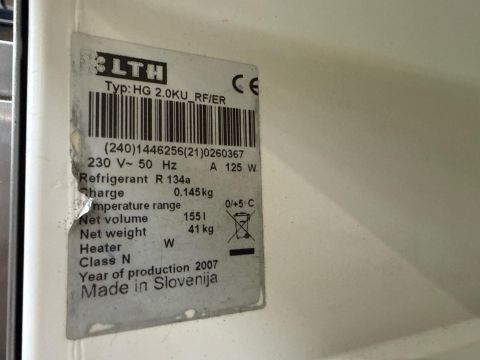 LTH
CE
Typ: HG 2.0KU_RF/ER
(240)1446256(21)0260367
230 V~ 50 Hz A 125 W
Refrigerant R 134a
Charge 0,145kg
Temperature range 0/+5°C
Net volume 155 l
Net weight 41 kg
Heater W
Class N
Year of production 2007
Made in Slovenija